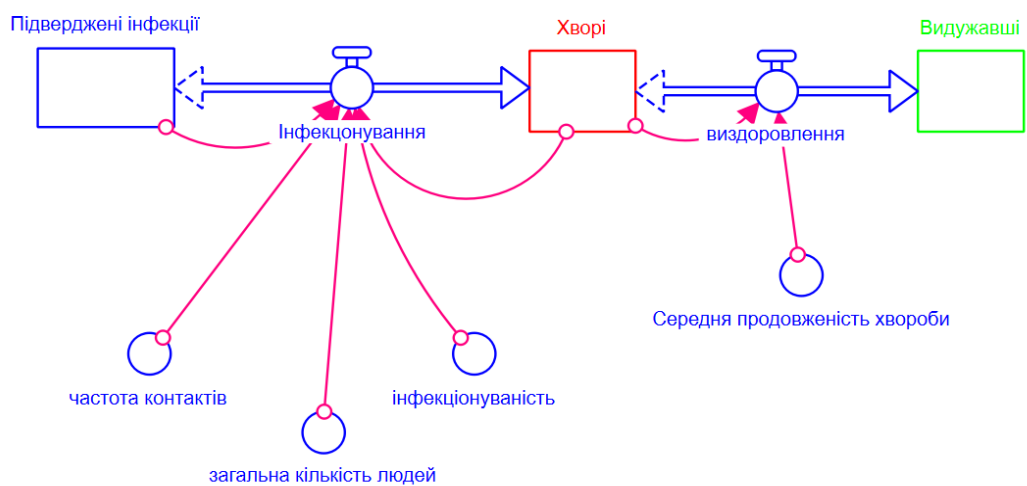 Підверджені інфекції
Хворі
Видужавші
Інфекцонування
виздоровлення
Середня продовженість хвороби
частота контактів
інфекціонуваність
загальна кількість людей